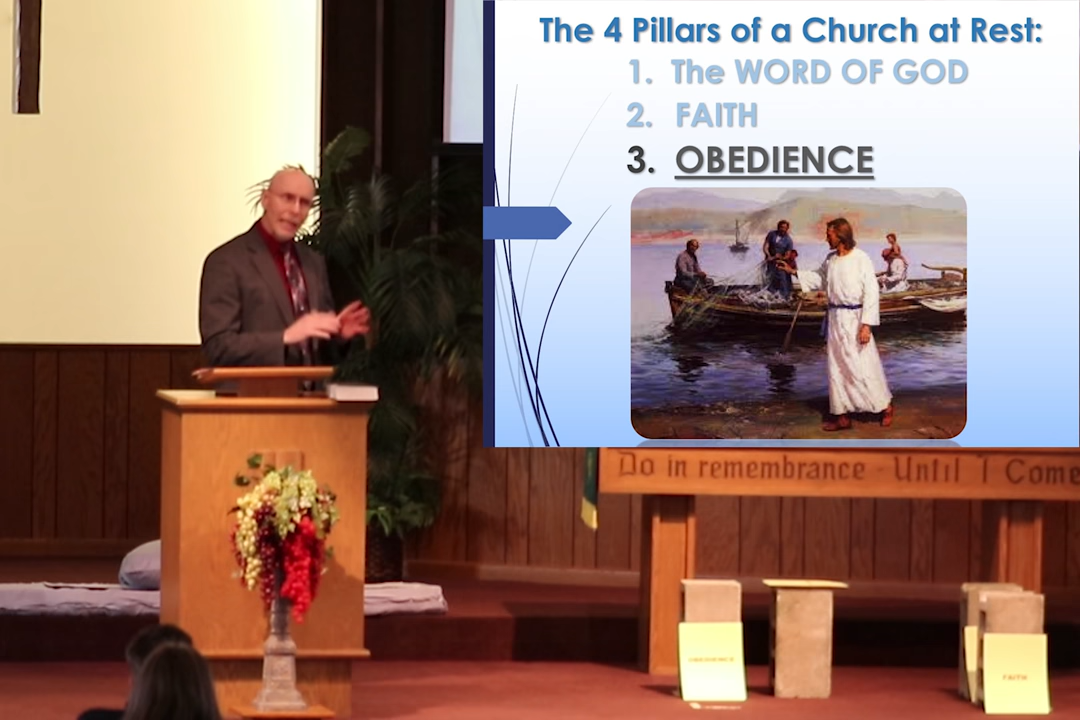 The 4 Pillars of a Church at Rest:
1. The WORD OF GOD
2. FAITH
3. OBEDIENCE
Do in remembrance - Until I Come
OBEDIENCE
FAITH